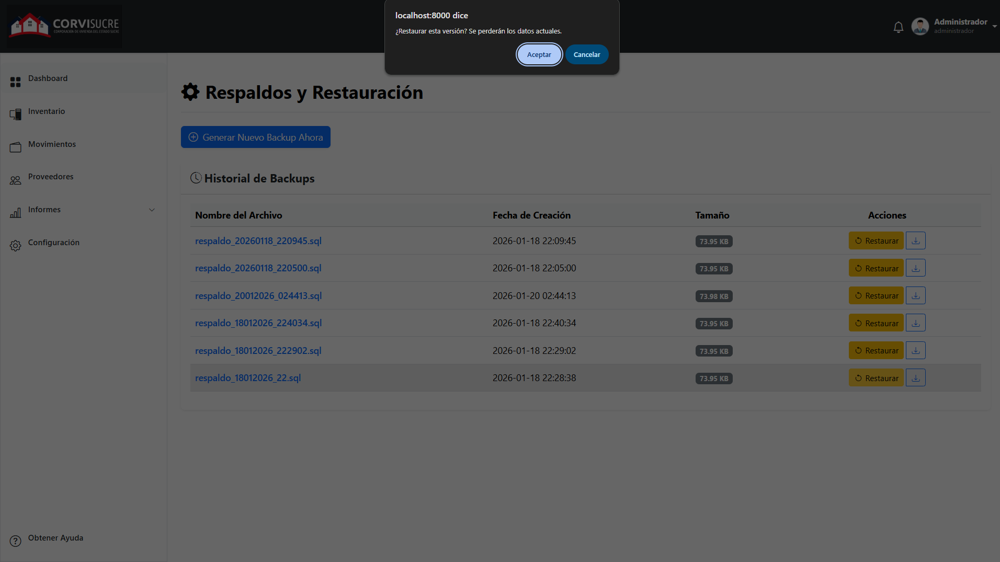 CORVISUCRE
CORPORACIÓN DE VIVIENDA DEL ESTADO SUCRE
localhost:8000 dice
¿Restaurar esta versión? Se perderán los datos actuales.
Aceptar
Cancelar
Administrador
administrador
Dashboard
Inventario
Movimientos
Proveedores
Informes
Configuración
Obtener Ayuda
Respaldos y Restauración
Generar Nuevo Backup Ahora
Historial de Backups
Nombre del Archivo Fecha de Creación Tamaño Acciones
respaldo_20260118_220945.sql 2026-01-18 22:09:45 73.95 KB Restaurar
respaldo_20260118_220500.sql 2026-01-18 22:05:00 73.95 KB Restaurar
respaldo_20012026_024413.sql 2026-01-20 02:44:13 73.98 KB Restaurar
respaldo_18012026_224034.sql 2026-01-18 22:40:34 73.95 KB Restaurar
respaldo_18012026_222902.sql 2026-01-18 22:29:02 73.95 KB Restaurar
respaldo_18012026_22.sql 2026-01-18 22:28:38 73.95 KB Restaurar